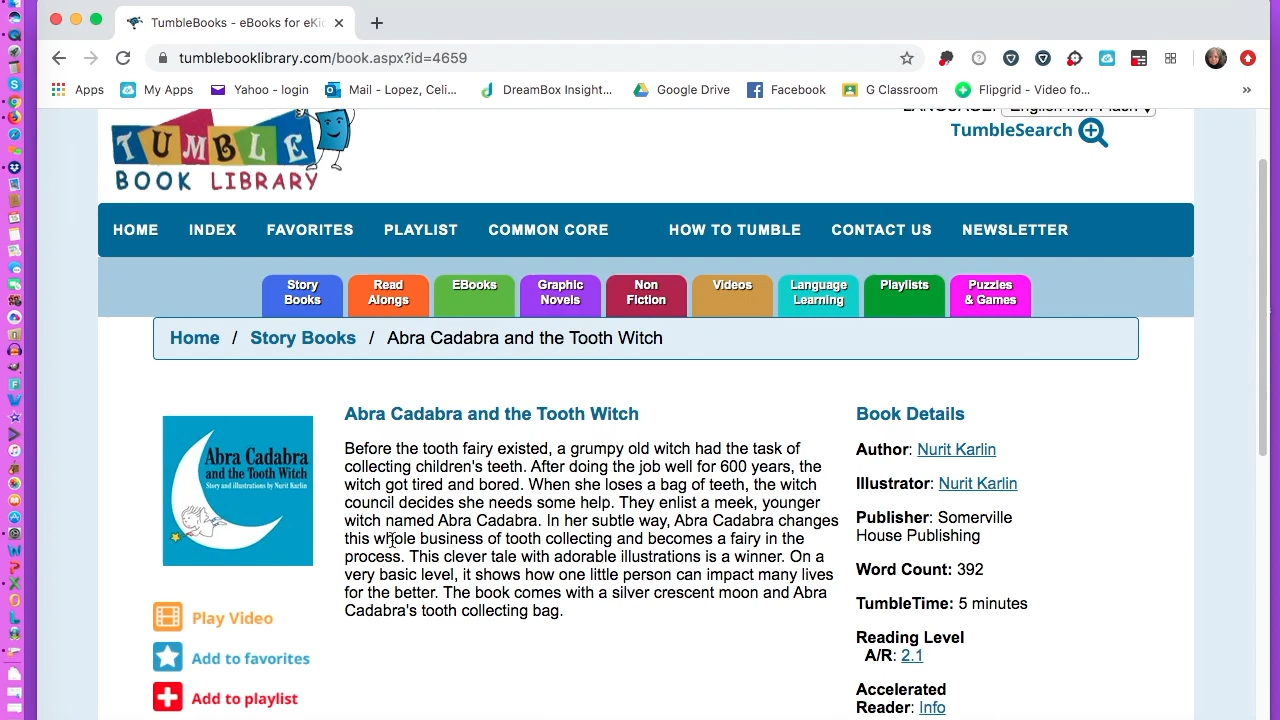 TumbleBooks - eBooks for eKi
tumblebooklibrary.com/book.aspx?id=4659
Apps My Apps Yahoo - login Mail - Lopez, Celi... DreamBox Insight... Google Drive Facebook G Classroom Flipgrid - Video fo... »
LANGUAGE: English non-Flash
TumbleSearch
TUMBLE
BOOK LIBRARY
HOME INDEX FAVORITES PLAYLIST COMMON CORE HOW TO TUMBLE CONTACT US NEWSLETTER
Story Books Read Alongs EBooks Graphic Novels Non Fiction Videos Language Learning Playlists Puzzles & Games
Home / Story Books / Abra Cadabra and the Tooth Witch
Abra Cadabra
and the Tooth Witch
Story and illustrations by Nurit Karlin
Play Video
Add to favorites
Add to playlist
Abra Cadabra and the Tooth Witch
Before the tooth fairy existed, a grumpy old witch had the task of
collecting children's teeth. After doing the job well for 600 years, the
witch got tired and bored. When she loses a bag of teeth, the witch
council decides she needs some help. They enlist a meek, younger
witch named Abra Cadabra. In her subtle way, Abra Cadabra changes
this whole business of tooth collecting and becomes a fairy in the
process. This clever tale with adorable illustrations is a winner. On a
very basic level, it shows how one little person can impact many lives
for the better. The book comes with a silver crescent moon and Abra
Cadabra's tooth collecting bag.
Book Details
Author: Nurit Karlin
Illustrator: Nurit Karlin
Publisher: Somerville
House Publishing
Word Count: 392
TumbleTime: 5 minutes
Reading Level
A/R: 2.1
Accelerated
Reader: Info